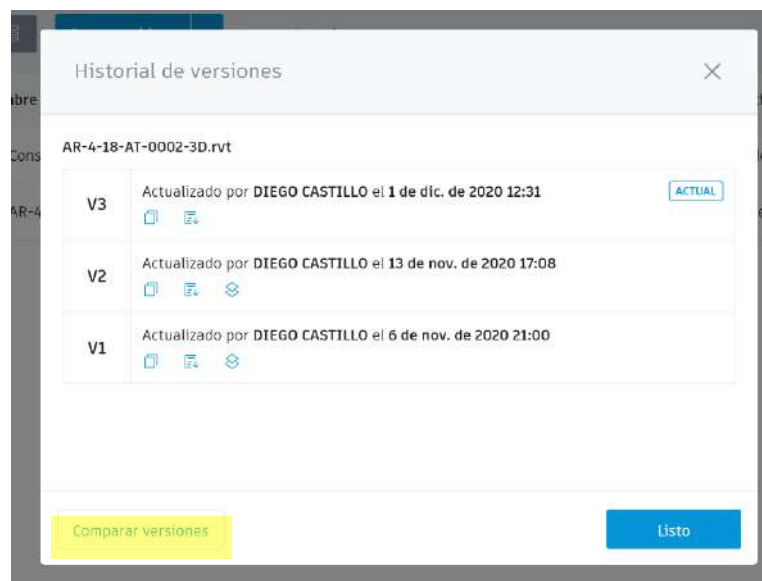 Historial de versiones
AR-4-18-AT-0002-3D.rvt
V3
Actualizado por DIEGO CASTILLO el 1 de dic. de 2020 12:31
ACTUAL
V2
Actualizado por DIEGO CASTILLO el 13 de nov. de 2020 17:08
V1
Actualizado por DIEGO CASTILLO el 6 de nov. de 2020 21:00
Comparar versiones
Listo